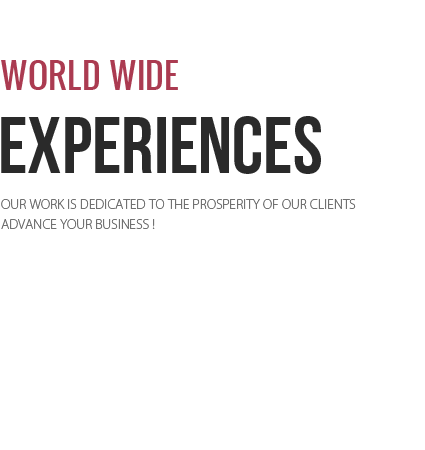 WORLD WIDE
EXPERIENCES
OUR WORK IS DEDICATED TO THE PROSPERITY OF OUR CLIENTS
ADVANCE YOUR BUSINESS !